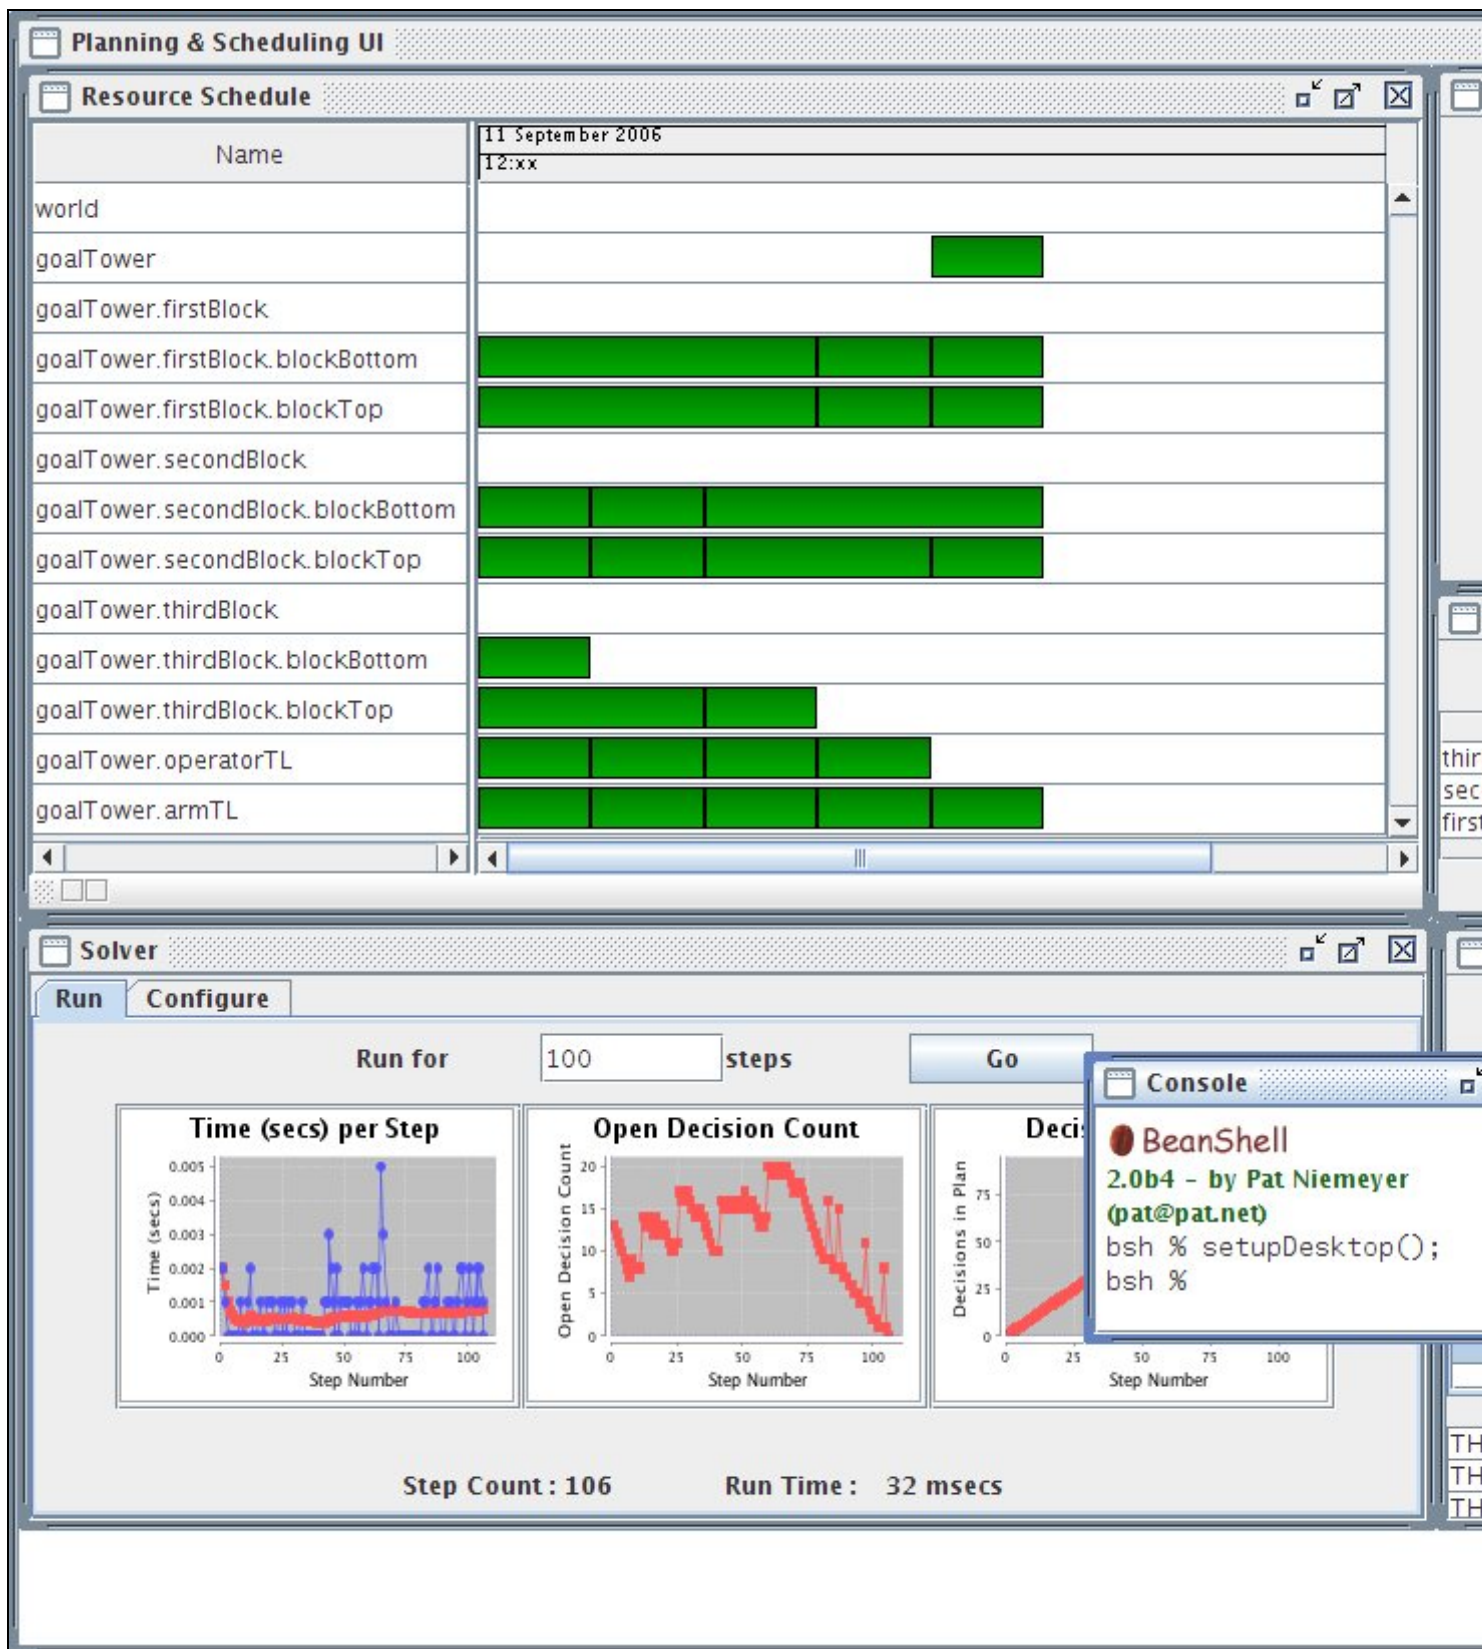 Planning & Scheduling UI
Resource Schedule
Name
11 September 2006
12:xx
world
goalTower
goalTower.firstBlock
goalTower.firstBlock.blockBottom
goalTower.firstBlock.blockTop
goalTower.secondBlock
goalTower.secondBlock.blockBottom
goalTower.secondBlock.blockTop
goalTower.thirdBlock
goalTower.thirdBlock.blockBottom
goalTower.thirdBlock.blockTop
goalTower.operatorTL
goalTower.armTL
thir
sec
first
Solver
Run Configure
Run for 100 steps Go
Time (secs) per Step
Time (secs)
0.005
0.004
0.003
0.002
0.001
0.000
0 25 50 75 100
Step Number
Open Decision Count
Open Decision Count
20
15
10
5
0
0 25 50 75 100
Step Number
Decis
Decisions in Plan
75
50
25
0
0 25 50 75 100
Step Number
Console
BeanShell
2.0b4 - by Pat Niemeyer
(pat@pat.net)
bsh % setupDesktop();
bsh %
Step Count : 106 Run Time : 32 msecs
TH
TH
TH